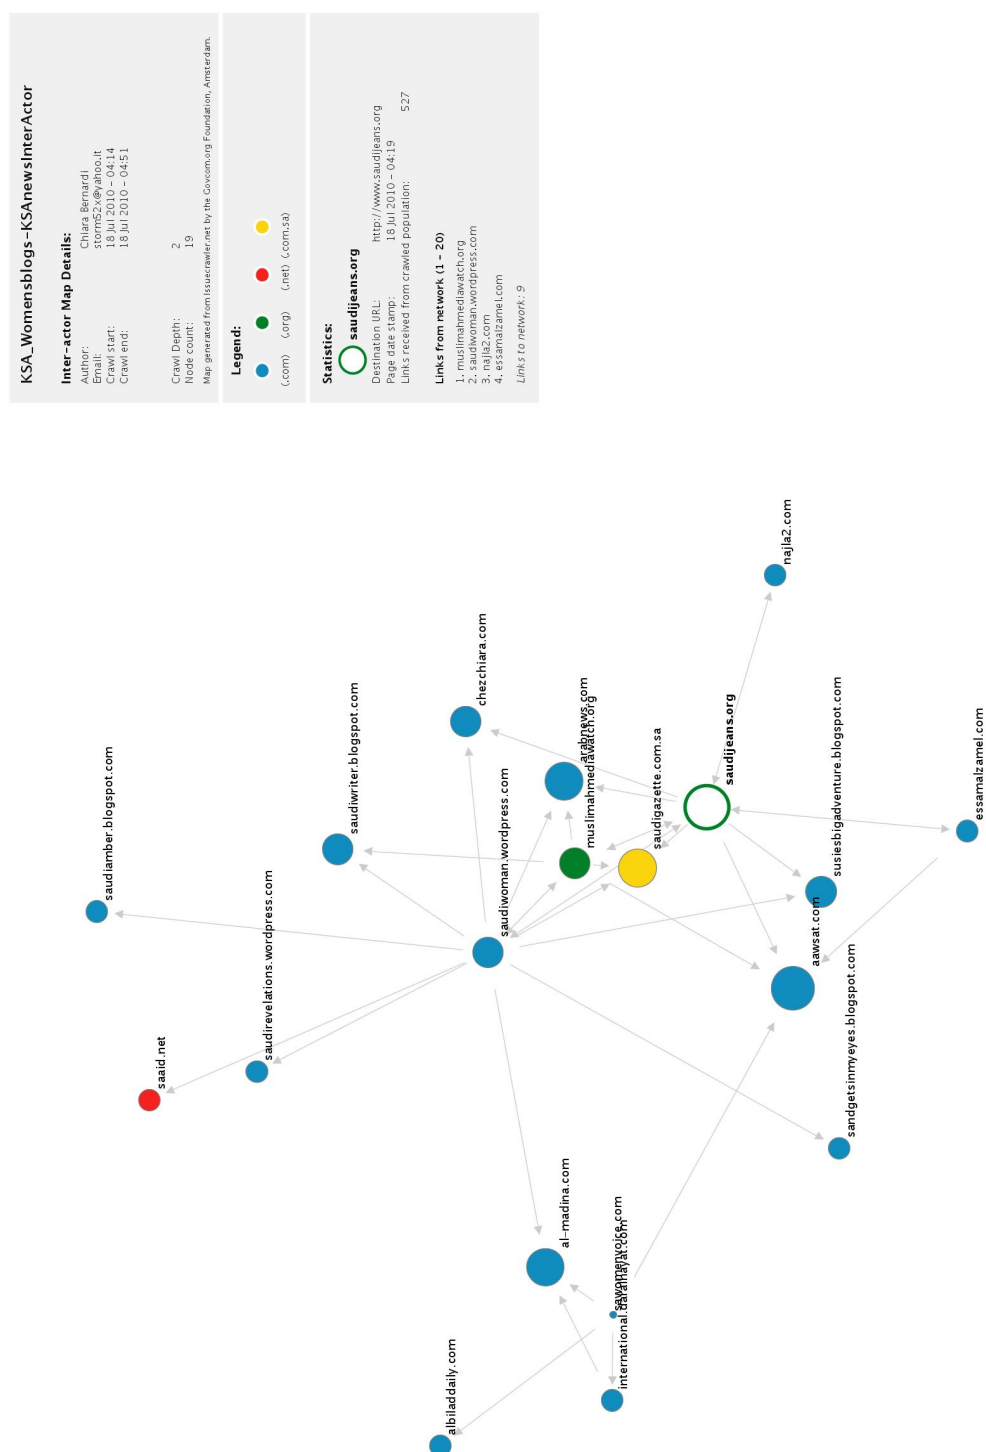 KSA_Womensblogs-KSAnewsInterActor
Inter-actor Map Details:
Author: Chiara Bernardi
Email: storm52x@yahoo.it
Crawl start: 18 Jul 2010 - 04:14
Crawl end: 18 Jul 2010 - 04:51
Crawl Depth: 2
Node count: 19
Map generated from Issuecrawler.net by the Govcom.org Foundation, Amsterdam.
Legend:
(.com) (.org) (.net) (.com.sa)
Statistics:
saudijeans.org
Destination URL: http://www.saudijeans.org
Page date stamp: 18 Jul 2010 - 04:19
Links received from crawled population: 527
Links from network (1 - 20)
1. muslimahmediawatch.org
2. saudiwoman.wordpress.com
3. najla2.com
4. essamalzamel.com
Links to network: 9
saudiamber.blogspot.com
saaid.net
saudirevelations.wordpress.com
saudiwriter.blogspot.com
albiladdaily.com
chezchiara.com
saudiwoman.wordpress.com
al-madina.com
arabnews.com
muslimahmediawatch.org
sawomenvoice.com
international.daralhayat.com
saudigazette.com.sa
saudijeans.org
najla2.com
aawsat.com
susiesbigadventure.blogspot.com
sandgetsinmyeyes.blogspot.com
essamalzamel.com